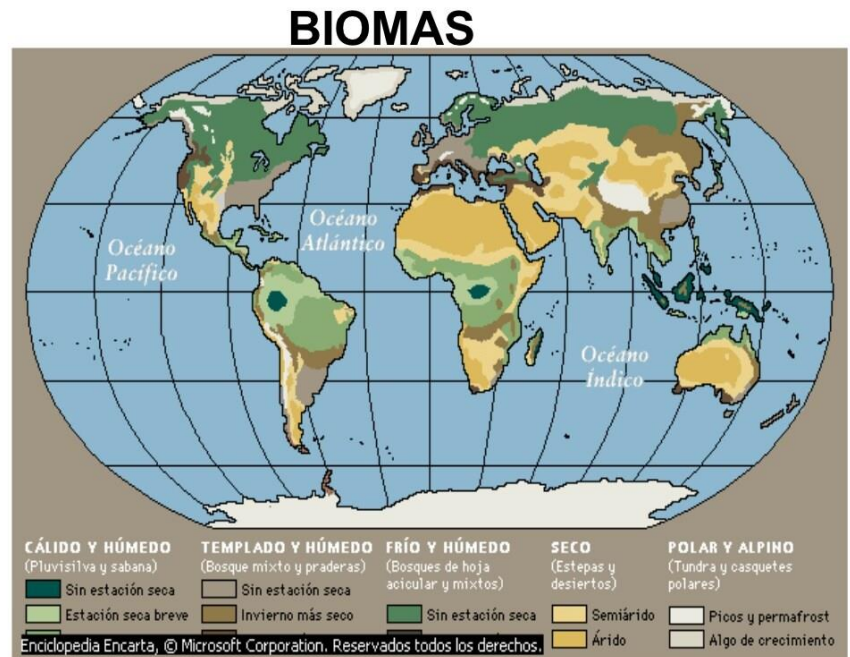 BIOMAS
Océano
Atlántico
Océano
Pacífico
Océano
Índico
CÁLIDO Y HÚMEDO
(Pluvisilva y sabana)
Sin estación seca
Estación seca breve
TEMPLADO Y HÚMEDO
(Bosque mixto y praderas)
Sin estación seca
Invierno más seco
FRÍO Y HÚMEDO
(Bosques de hoja
acicular y mixtos)
Sin estación seca
SECO
(Estepas y
desiertos)
Semiárido
Árido
POLAR Y ALPINO
(Tundra y casquetes
polares)
Picos y permafrost
Algo de crecimiento
Enciclopedia Encarta, © Microsoft Corporation. Reservados todos los derechos.